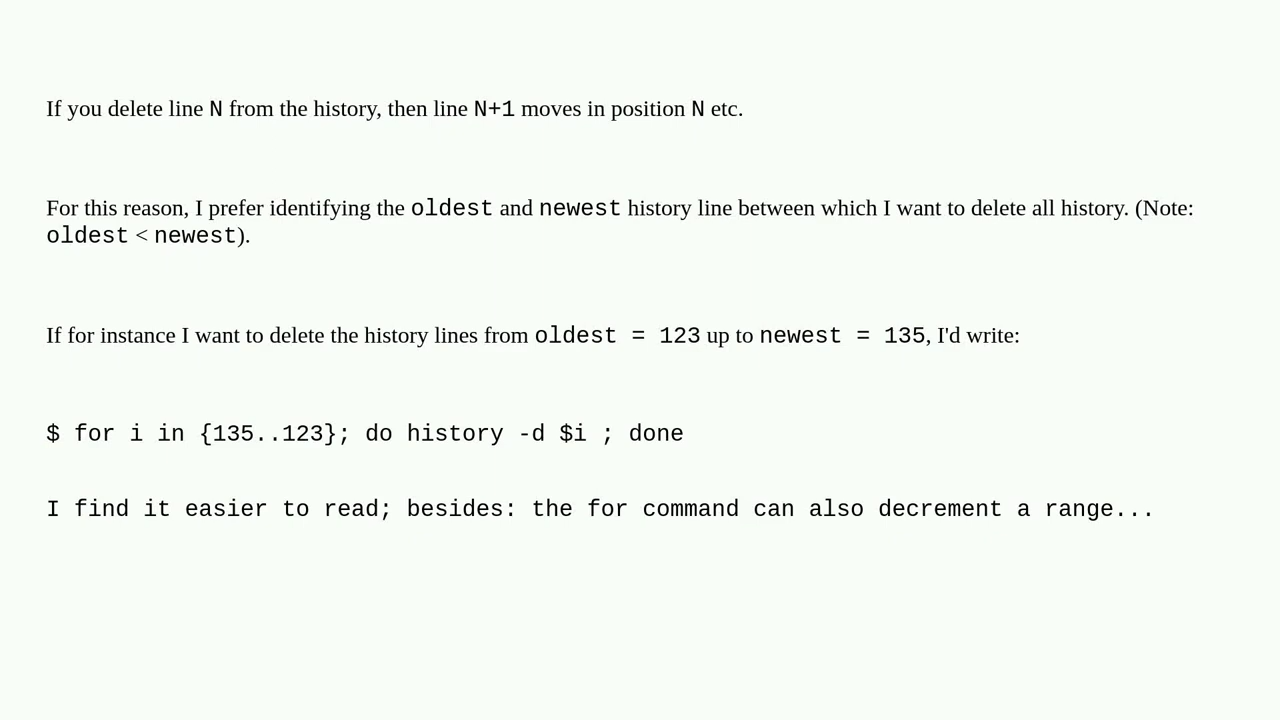 If you delete line N from the history, then line N+1 moves in position N etc.
For this reason, I prefer identifying the oldest and newest history line between which I want to delete all history. (Note:
oldest < newest).
If for instance I want to delete the history lines from oldest = 123 up to newest = 135, I'd write:
$ for i in {135..123}; do history -d $i ; done
I find it easier to read; besides: the for command can also decrement a range...